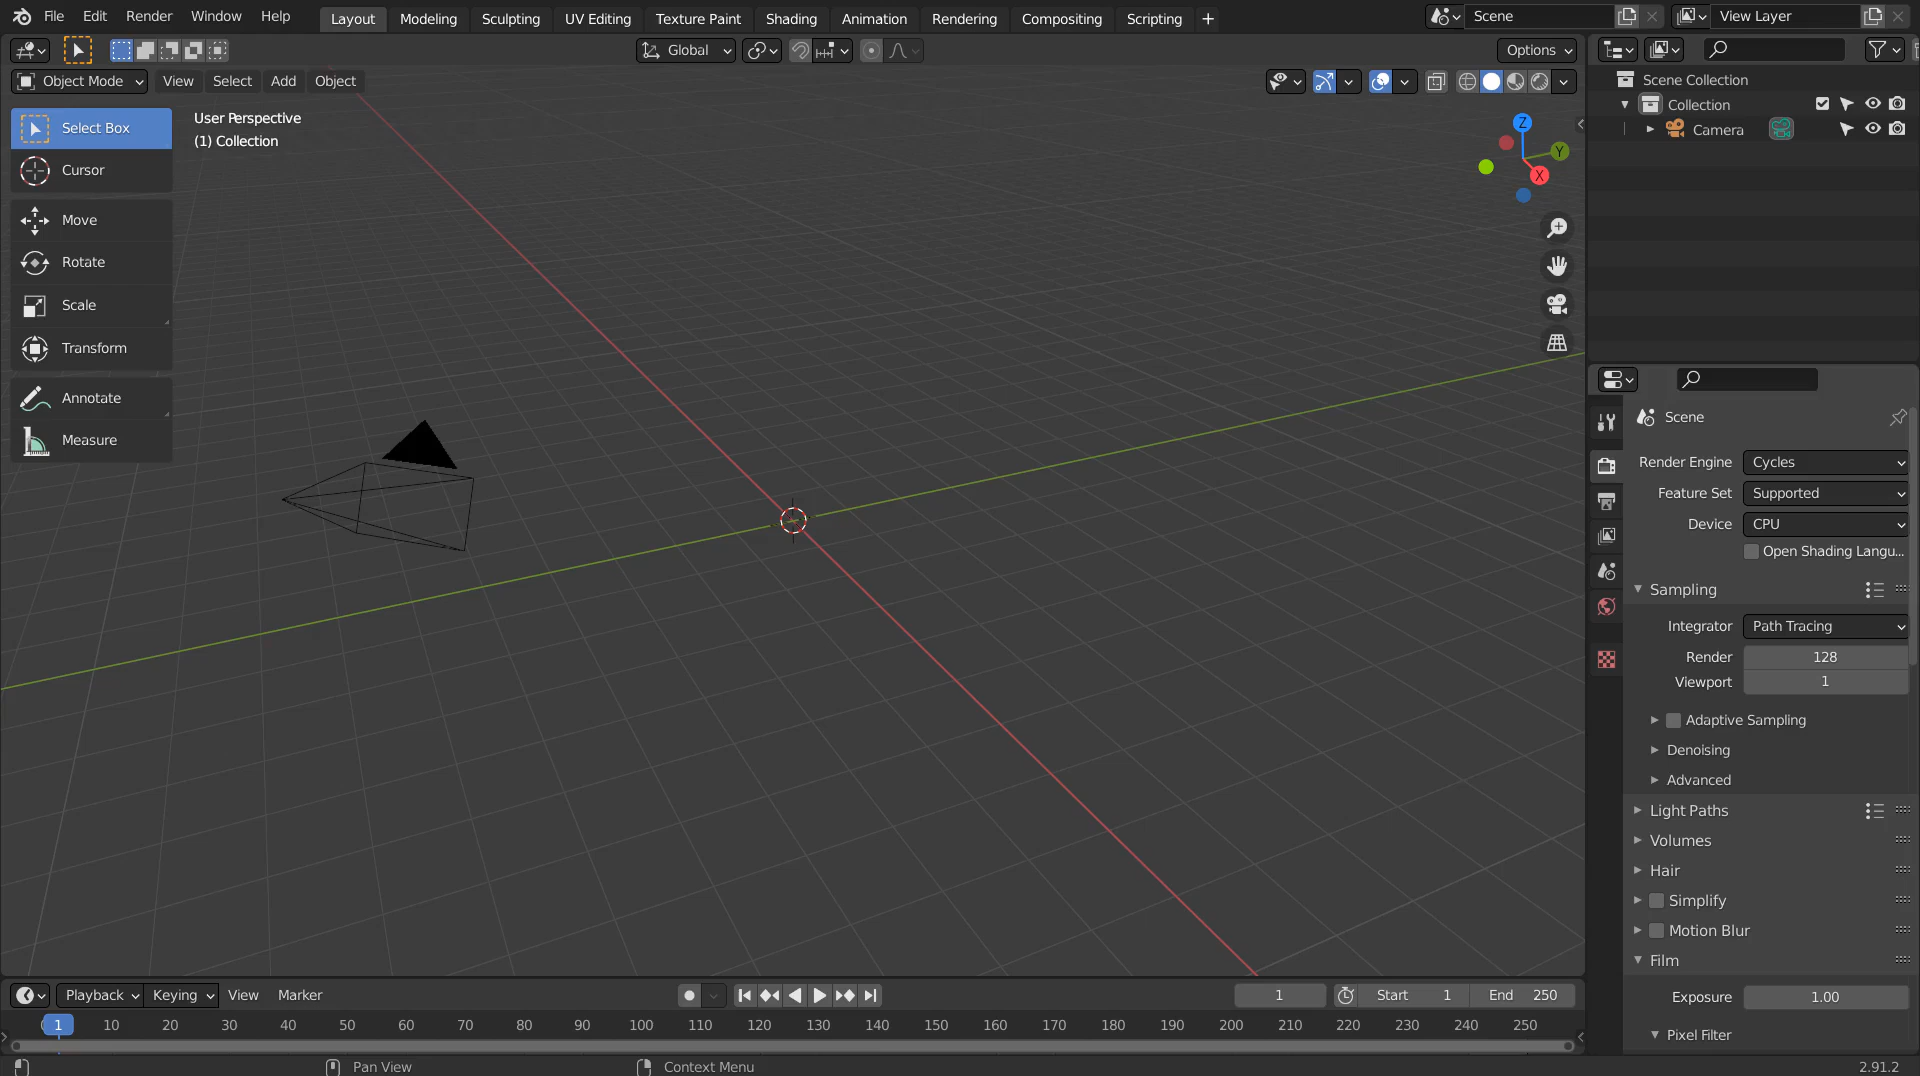 File Edit Render Window Help Layout Modeling Sculpting UV Editing Texture Paint Shading Animation Rendering Compositing Scripting + Scene View Layer
Global Options
Object Mode View Select Add Object
Scene Collection
Collection
Camera
Select Box
Cursor
Move
Rotate
Scale
Transform
Annotate
Measure
User Perspective
(1) Collection
Z
Y
X
Scene
Render Engine Cycles
Feature Set Supported
Device CPU
Open Shading Langu...
Sampling
Integrator Path Tracing
Render 128
Viewport 1
Adaptive Sampling
Denoising
Advanced
Light Paths
Volumes
Hair
Simplify
Motion Blur
Film
Exposure 1.00
Pixel Filter
Playback Keying View Marker 1 Start 1 End 250
1 10 20 30 40 50 60 70 80 90 100 110 120 130 140 150 160 170 180 190 200 210 220 230 240 250
Pan View Context Menu 2.91.2